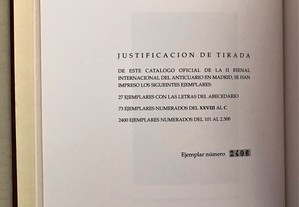 JUSTIFICACION DE TIRADA
DE ESTE CATALOGO OFICIAL DE LA II BIENAL
INTERNACIONAL DEL ANTICUARIO EN MADRID, SE HAN
IMPRESO LOS SIGUIENTES EJEMPLARES:
27 EJEMPLARES CON LAS LETRAS DEL ABECEDARIO
73 EJEMPLARES NUMERADOS DEL XXVIII AL C
2400 EJEMPLARES NUMERADOS DEL 101 AL 2.500
Ejemplar número 2406